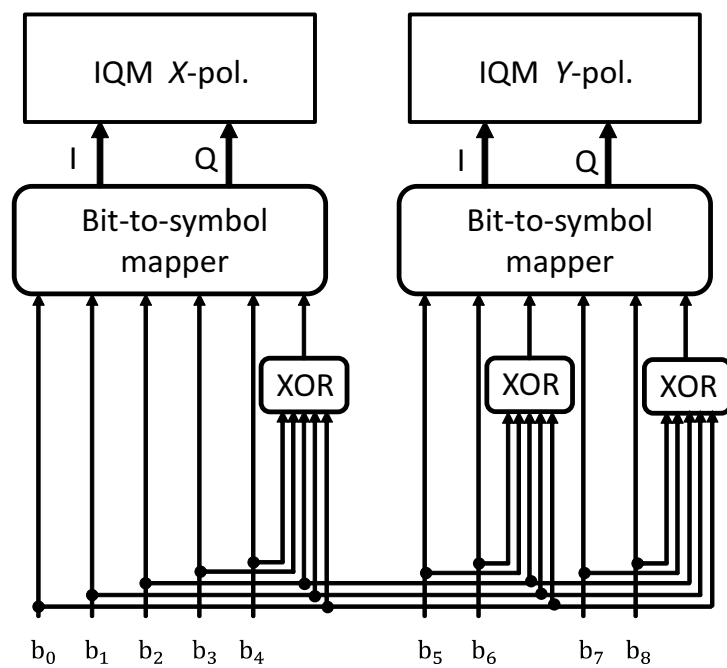 IQM X-pol. IQM Y-pol.
I Q I Q
Bit-to-symbol mapper Bit-to-symbol mapper
XOR XOR XOR
b₀ b₁ b₂ b₃ b₄ b₅ b₆ b₇ b₈